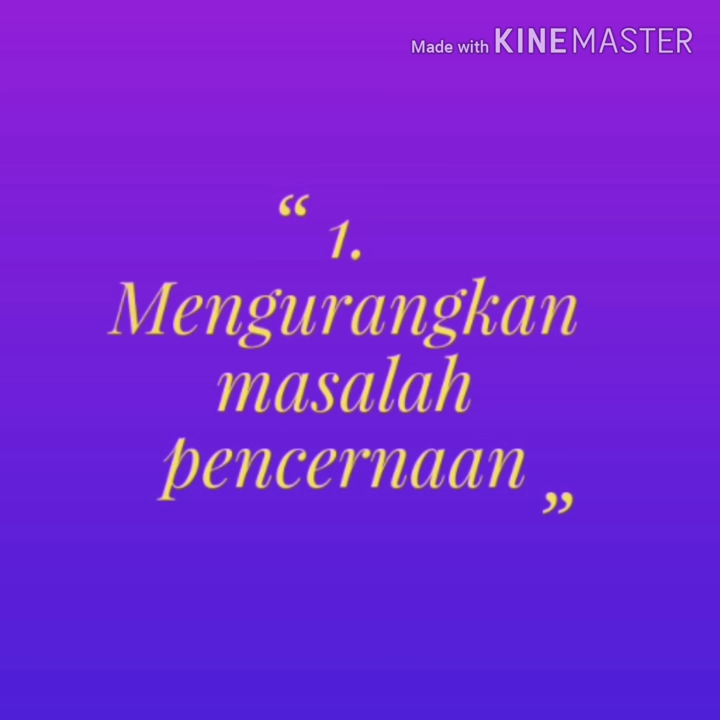 Made with KINEMASTER
“ 1.
Mengurangkan
masalah
pencernaan „